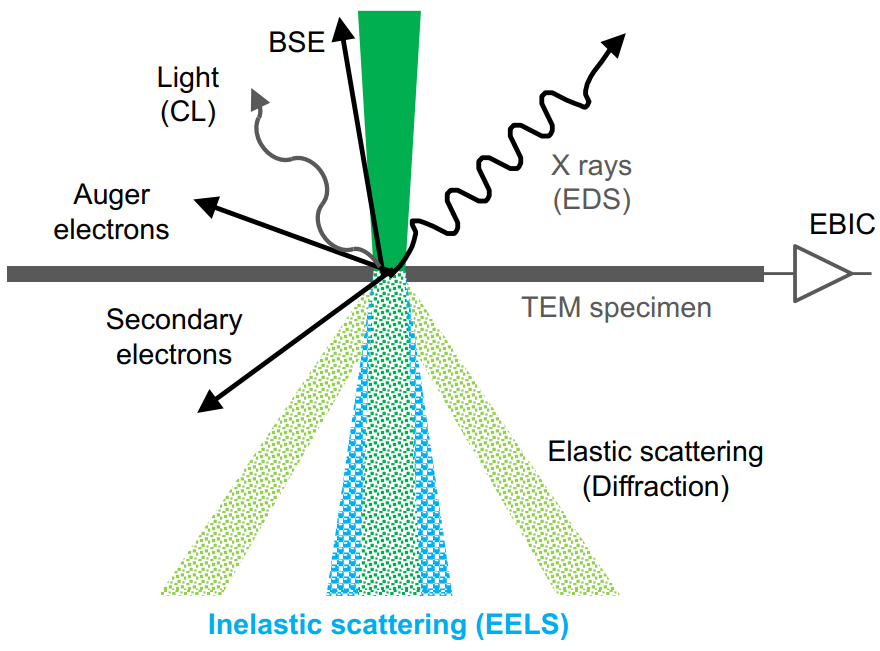 BSE
Light
(CL)
X rays
(EDS)
Auger
electrons
EBIC
TEM specimen
Secondary
electrons
Elastic scattering
(Diffraction)
Inelastic scattering (EELS)